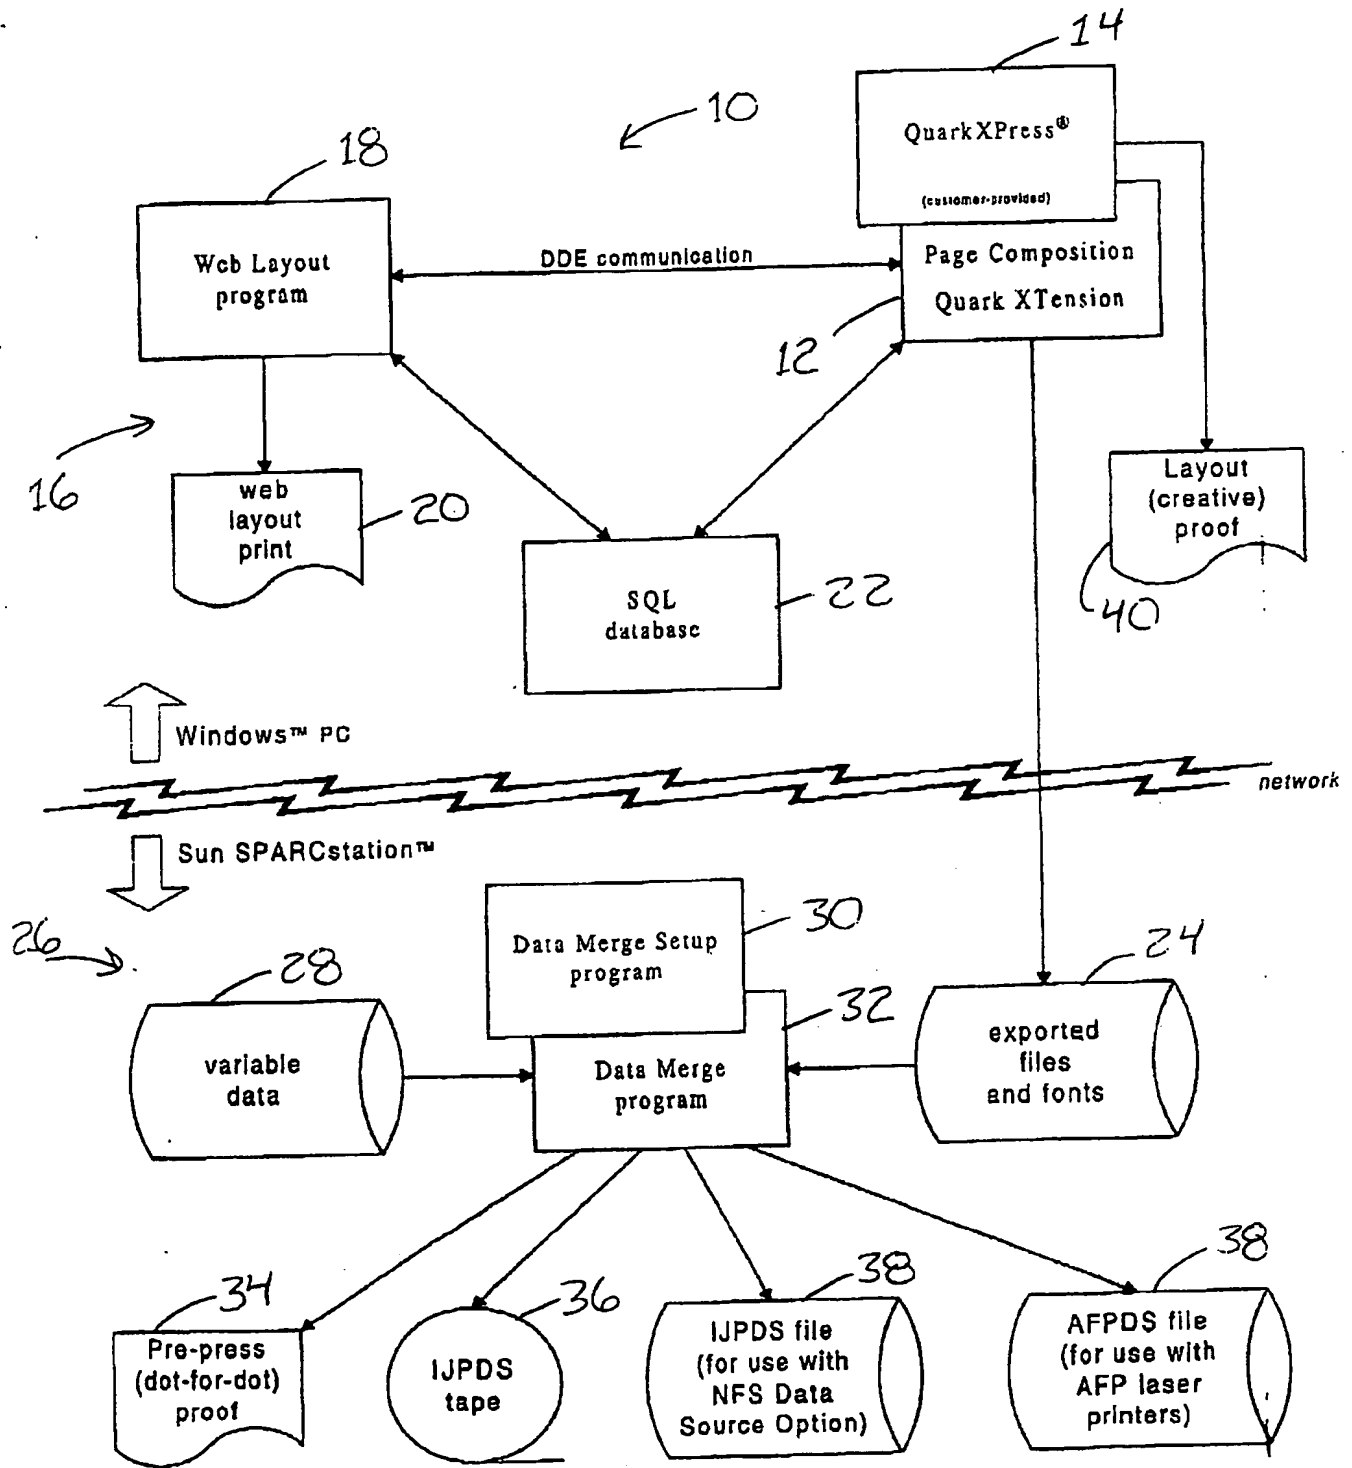 14
10
QuarkXPress®
18
(customer-provided)
Web Layout
program
DDE communication
Page Composition
Quark XTension
12
16
web
layout
print
20
Layout
(creative)
proof
40
SQL
database
22
Windows™ PC
network
Sun SPARCstation™
26
30
Data Merge Setup
program
28
24
32
variable
data
Data Merge
program
exported
files
and fonts
34
36
38
38
Pre-press
(dot-for-dot)
proof
IJPDS
tape
IJPDS file
(for use with
NFS Data
Source Option)
AFPDS file
(for use with
AFP laser
printers)